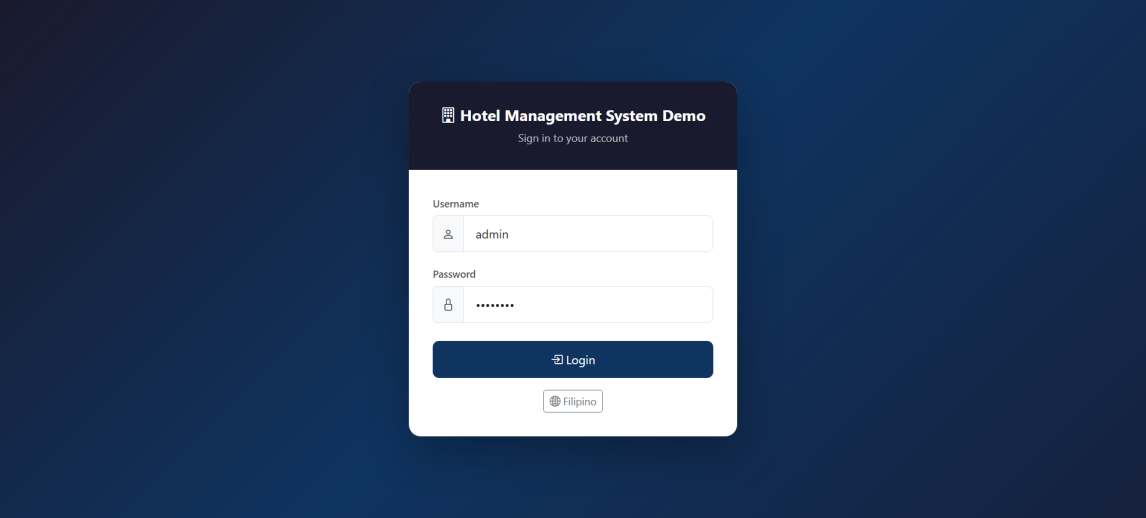 Hotel Management System Demo
Sign in to your account
Username
admin
Password
••••••••
Login
Filipino